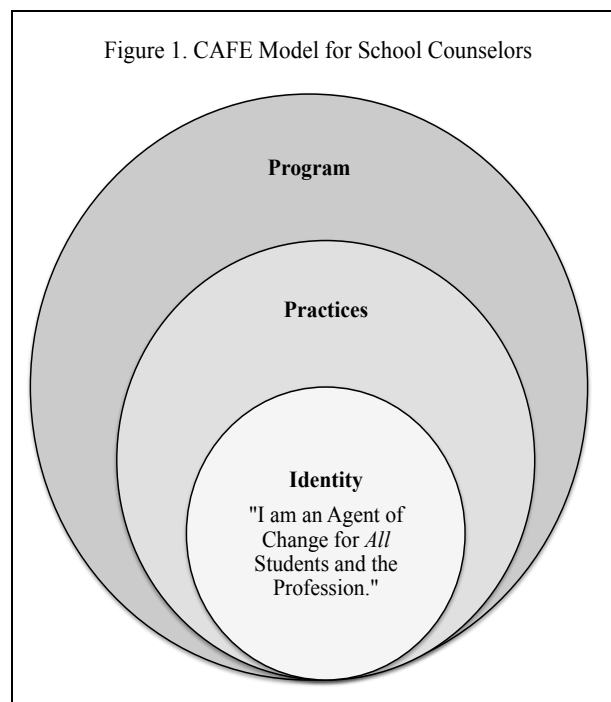 Figure 1. CAFE Model for School Counselors
Program
Practices
Identity
"I am an Agent of
Change for All
Students and the
Profession."